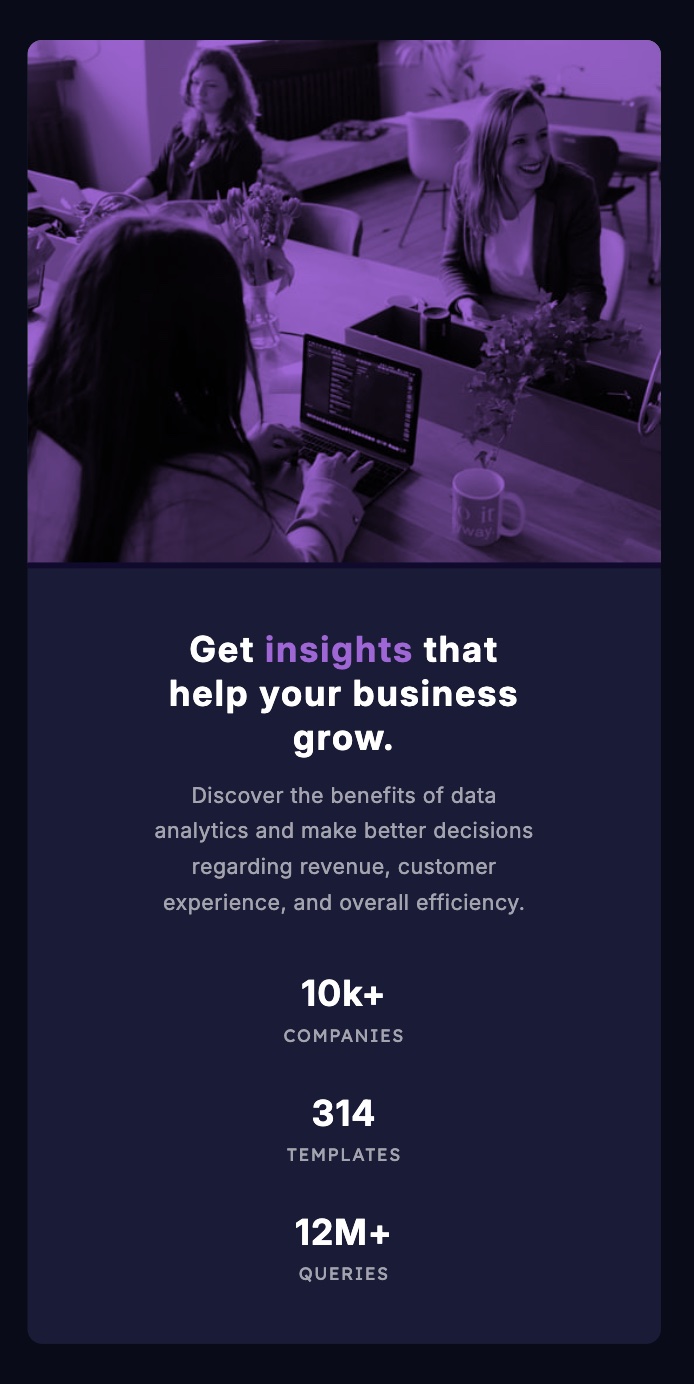 Get insights that
help your business
grow.
Discover the benefits of data
analytics and make better decisions
regarding revenue, customer
experience, and overall efficiency.
10k+
COMPANIES
314
TEMPLATES
12M+
QUERIES